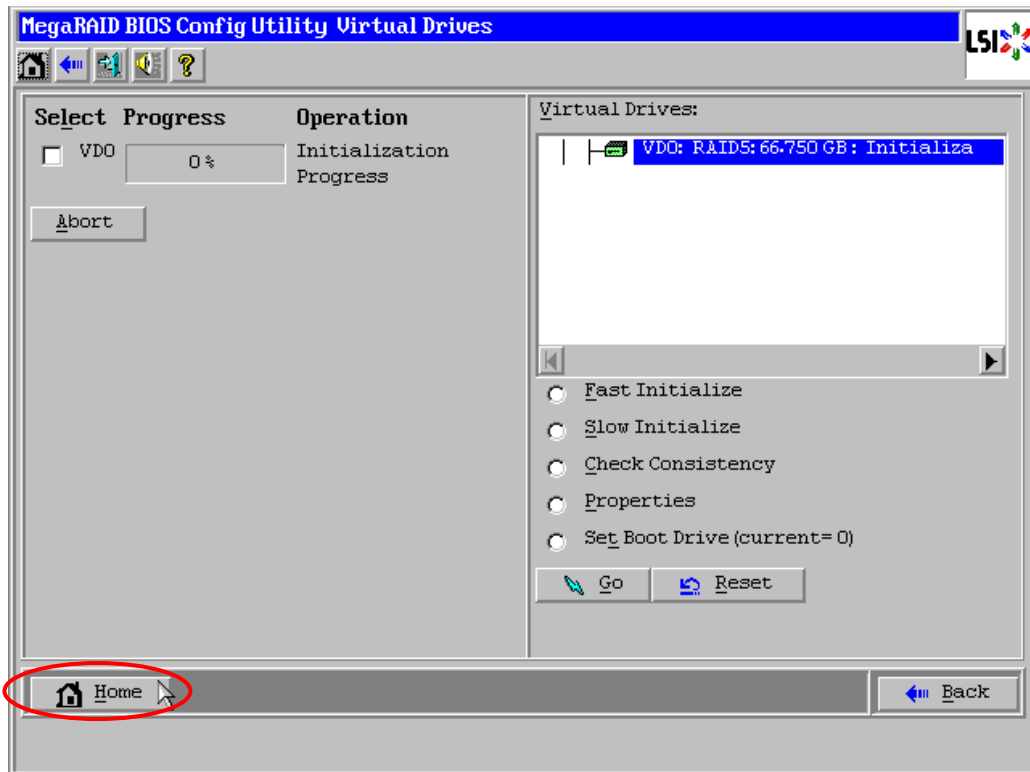 MegaRAID BIOS Config Utility Virtual Drives
LSI
?
Select Progress Operation
VD0 0% Initialization
Progress
Abort
Virtual Drives:
VD0: RAID5: 66.750 GB: Initializa
Fast Initialize
Slow Initialize
Check Consistency
Properties
Set Boot Drive (current= 0)
Go Reset
Home
Back